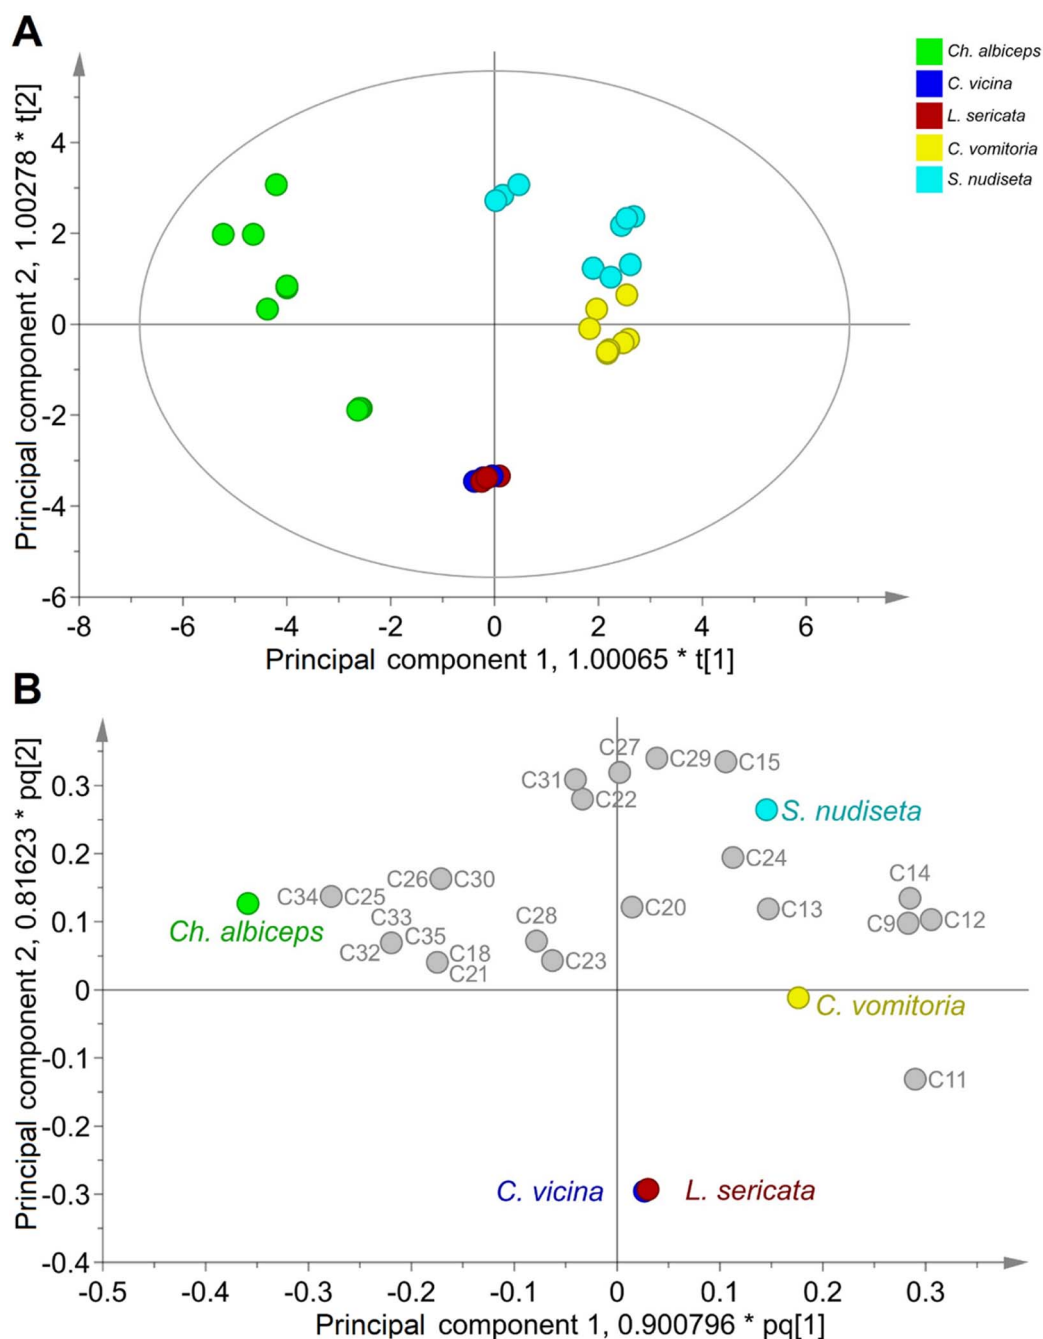 A
Ch. albiceps
C. vicina
L. sericata
C. vomitoria
S. nudiseta
Principal component 2, 1.00278 * t[2]
4
2
0
-2
-4
-6
-8 -6 -4 -2 0 2 4 6
Principal component 1, 1.00065 * t[1]
B
Principal component 2, 0.81623 * pq[2]
0.3
0.2
0.1
0
-0.1
-0.2
-0.3
-0.4
C27
C29 C15
C31
C22
S. nudiseta
C24
C14
C26 C30
C34 C25
C20 C13 C9 C12
C33
Ch. albiceps
C28
C35
C32 C18
C23
C21
C. vomitoria
C11
C. vicina L. sericata
-0.5 -0.4 -0.3 -0.2 -0.1 0 0.1 0.2 0.3
Principal component 1, 0.900796 * pq[1]